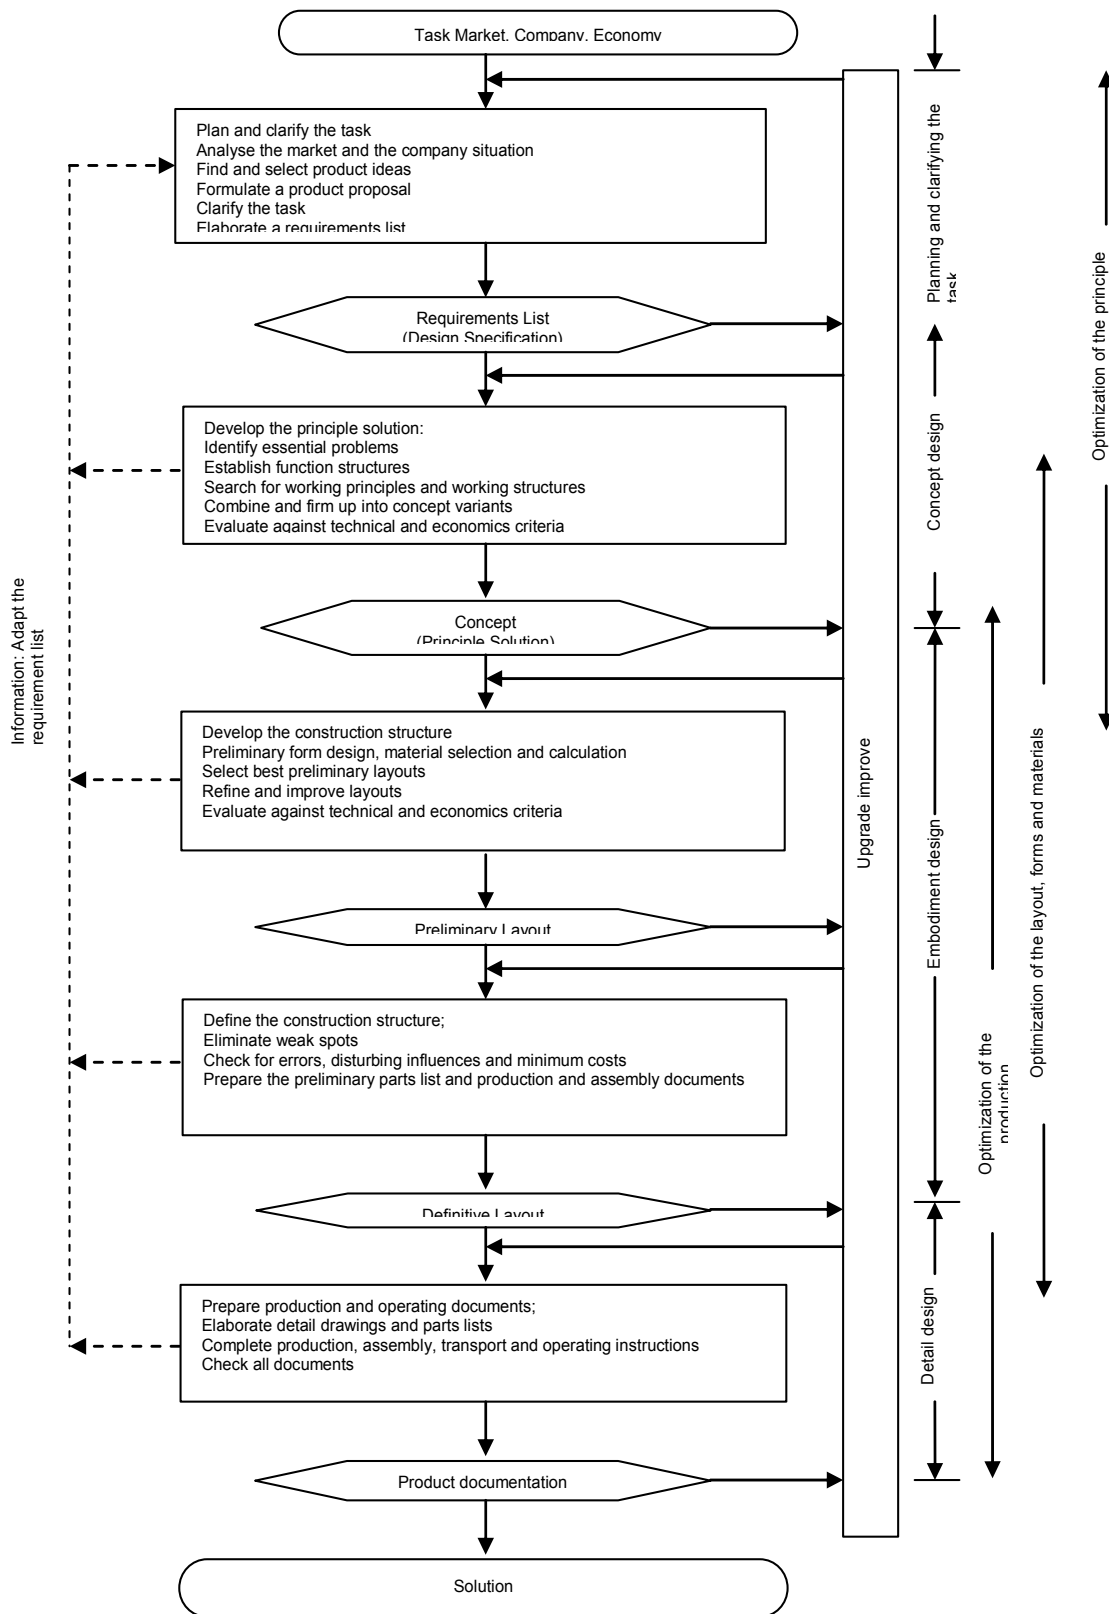 Task Market, Company, Economy
Plan and clarify the task
Analyse the market and the company situation
Find and select product ideas
Formulate a product proposal
Clarify the task
Elaborate a requirements list
Requirements List
(Design Specification)
Develop the principle solution:
Identify essential problems
Establish function structures
Search for working principles and working structures
Combine and firm up into concept variants
Evaluate against technical and economics criteria
Concept
(Principle Solution)
Develop the construction structure
Preliminary form design, material selection and calculation
Select best preliminary layouts
Refine and improve layouts
Evaluate against technical and economics criteria
Preliminary Layout
Define the construction structure;
Eliminate weak spots
Check for errors, disturbing influences and minimum costs
Prepare the preliminary parts list and production and assembly documents
Definitive Layout
Prepare production and operating documents;
Elaborate detail drawings and parts lists
Complete production, assembly, transport and operating instructions
Check all documents
Product documentation
Solution
Information: Adapt the
requirement list
Upgrade improve
Planning and clarifying the
task
Concept design
Embodiment design
Detail design
Optimization of the
production
Optimization of the layout, forms and materials
Optimization of the principle